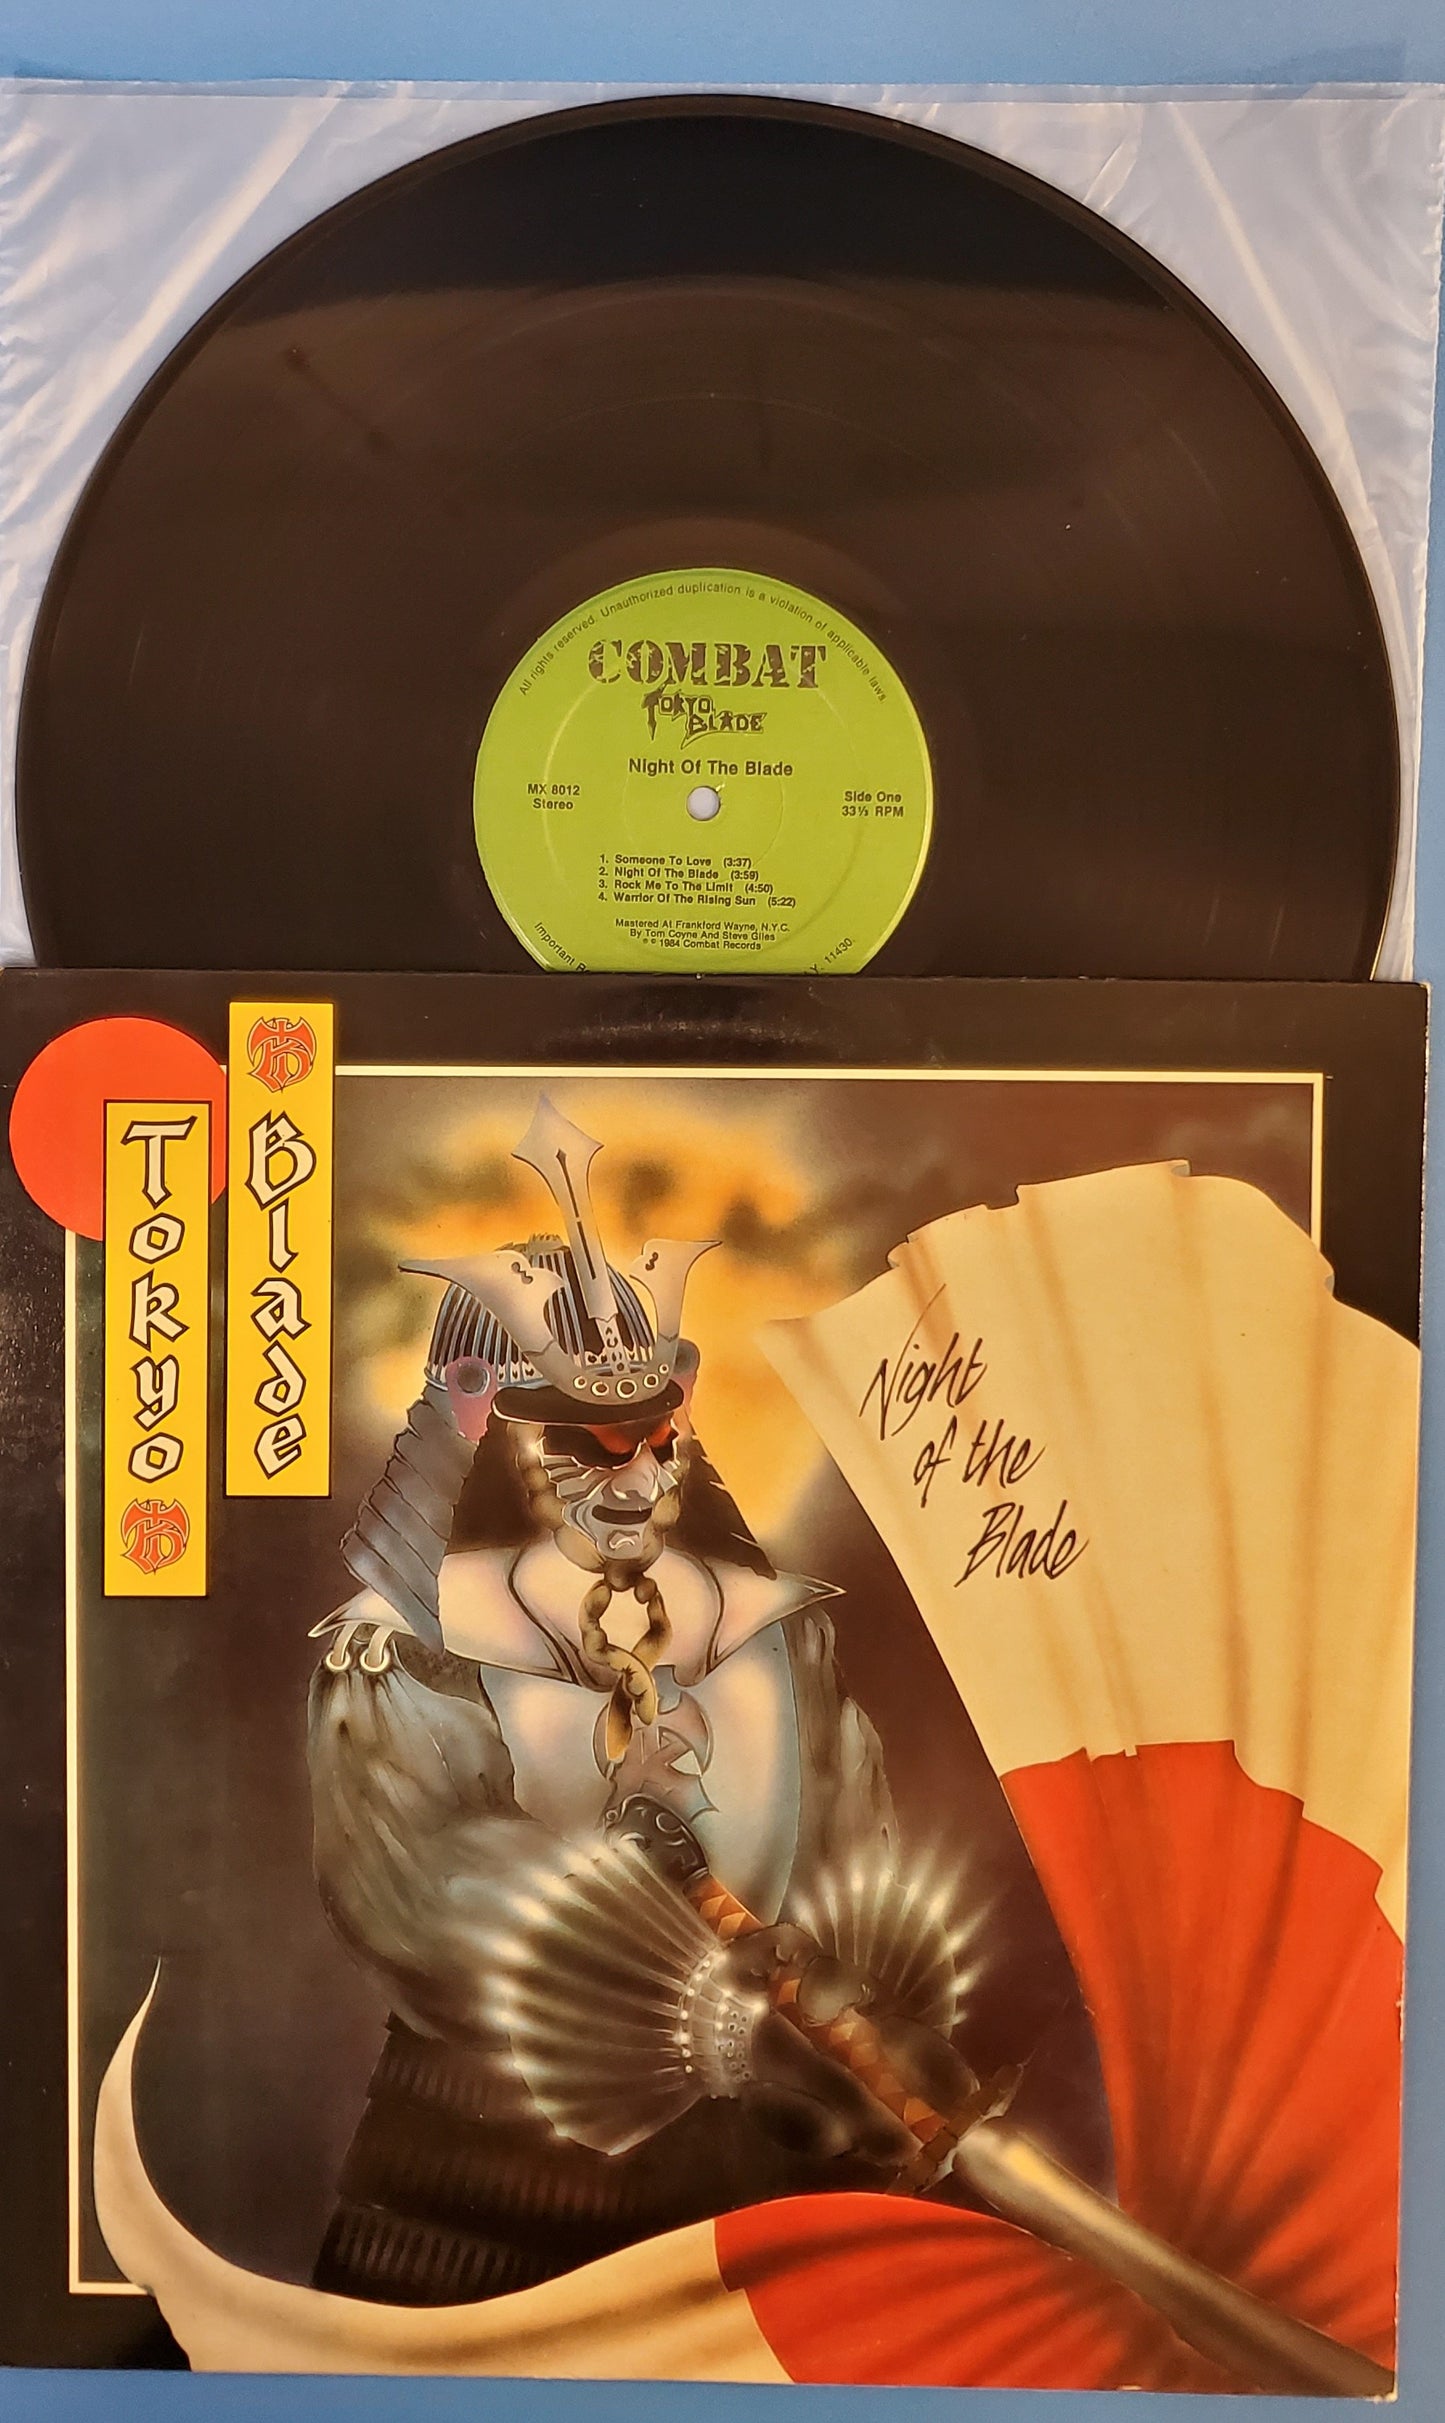 All rights reserved. Unauthorized duplication is a violation of applicable laws.
COMBAT
TOKYO
BLADE
Night Of The Blade
MX 8012
Stereo
Side One
33⅓ RPM
1. Someone To Love (3:37)
2. Night Of The Blade (3:59)
3. Rock Me To The Limit (4:50)
4. Warrior Of The Rising Sun (5:22)
Mastered At Frankford Wayne, N.Y.C.
By Tom Coyne And Steve Giles
℗ © 1984 Combat Records
Important
11430.
Tokyo
Blade
Night
of the
Blade